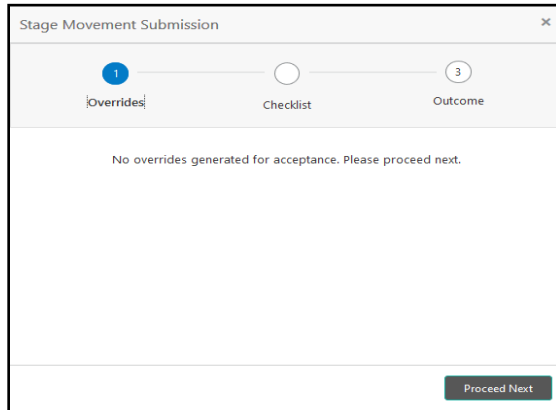 Stage Movement Submission ×
1 3
Overrides Checklist Outcome
No overrides generated for acceptance. Please proceed next.
Proceed Next